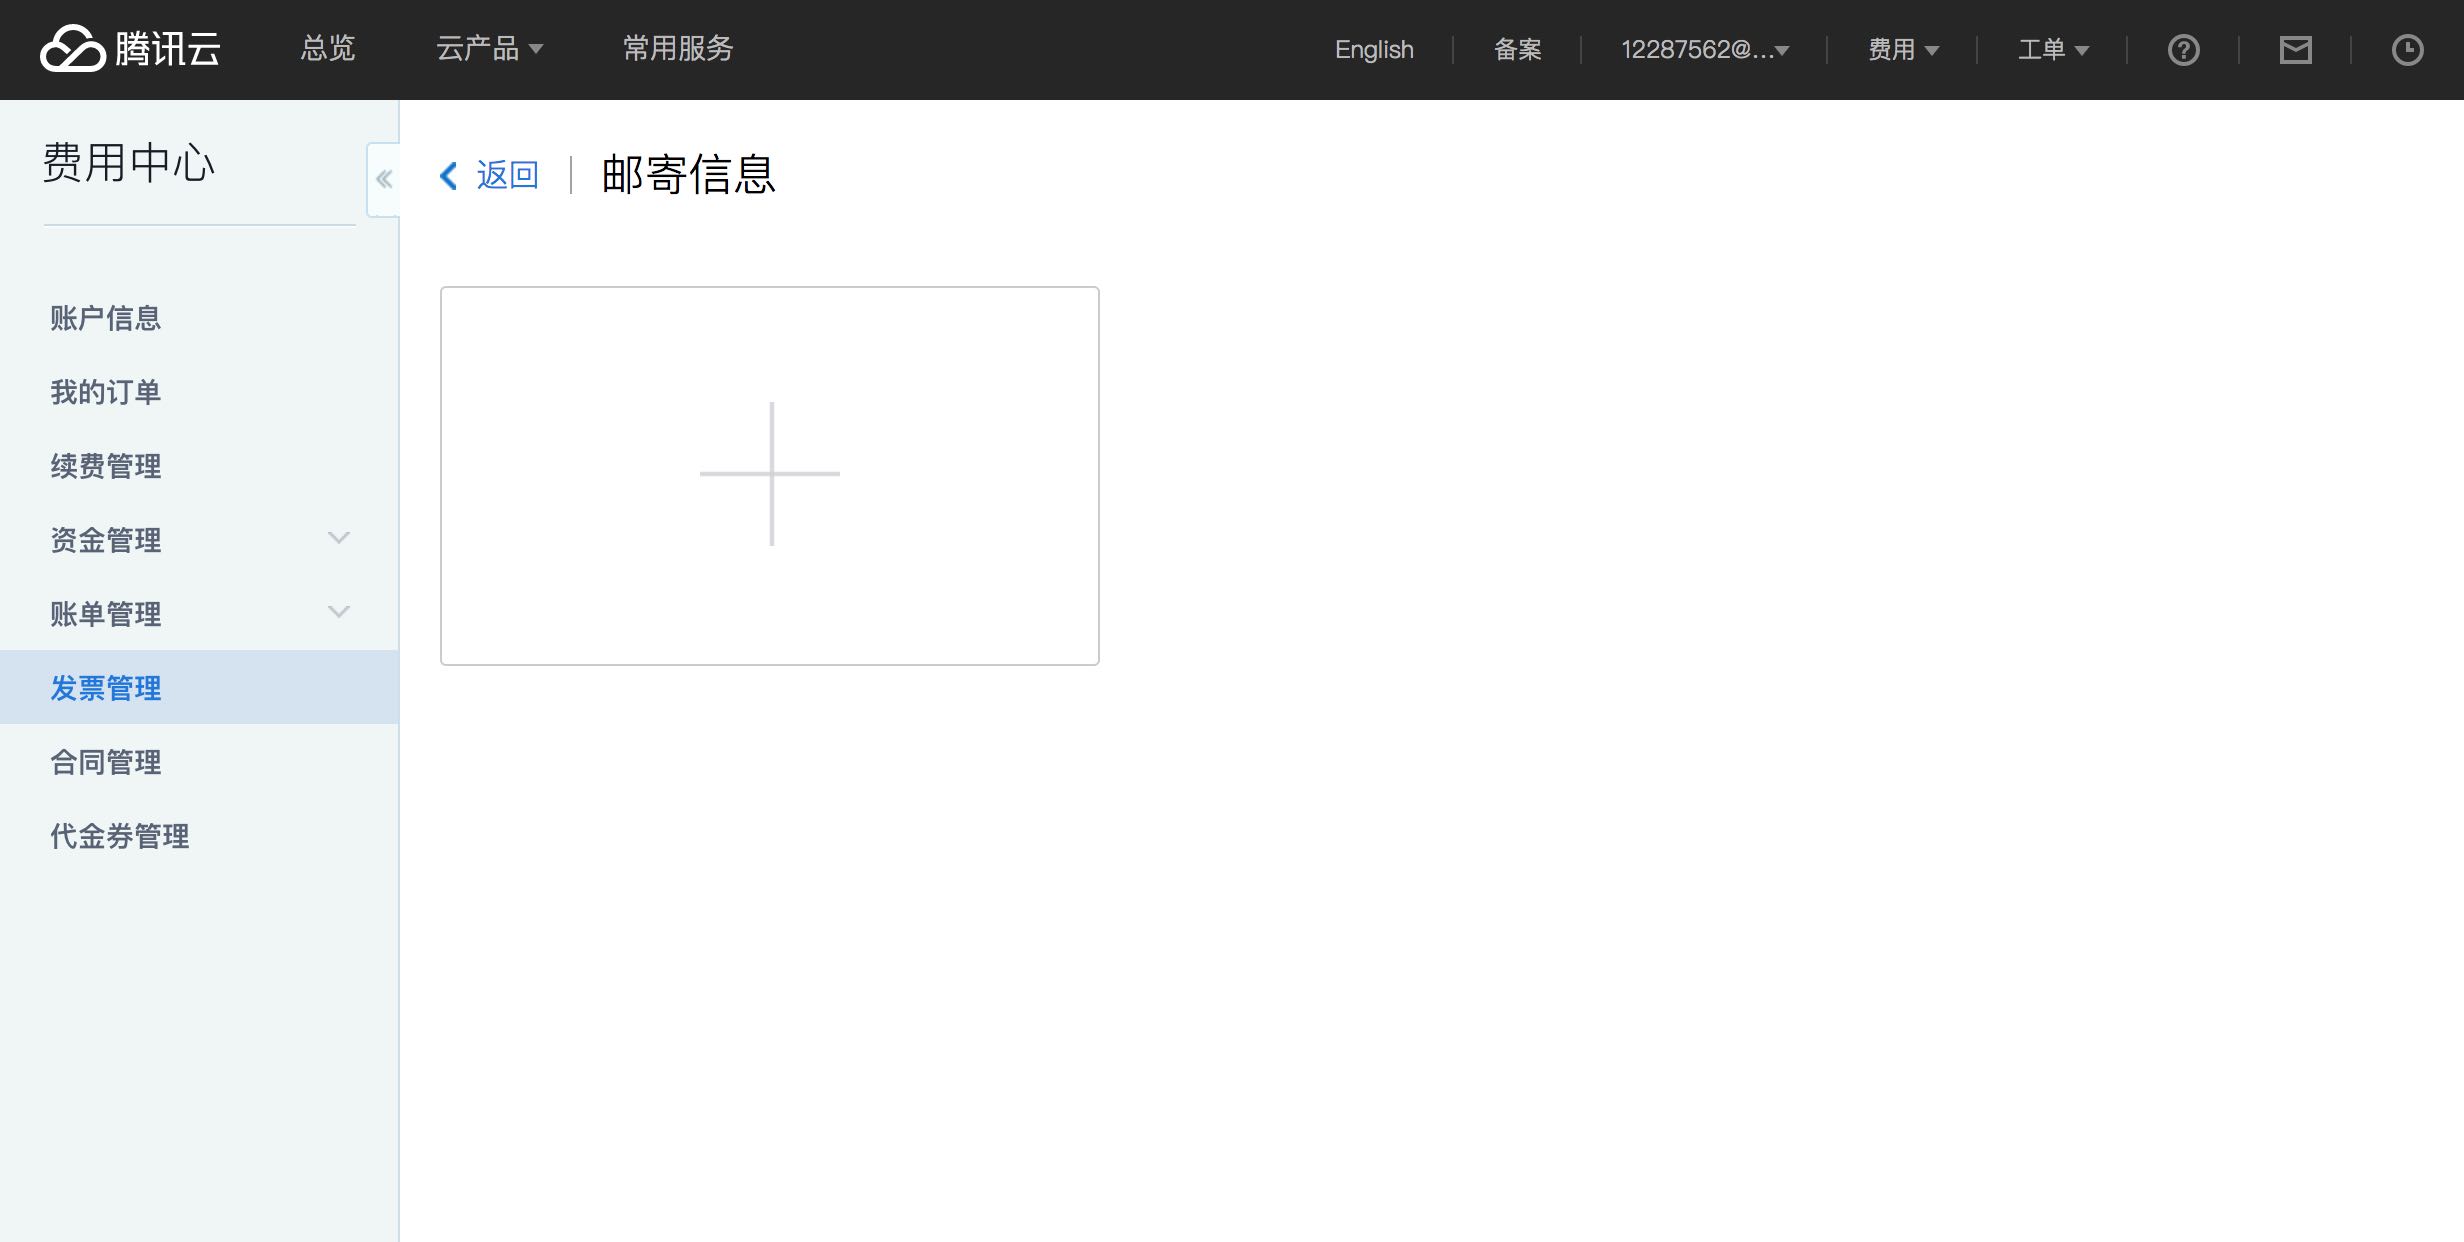 腾讯云 总览 云产品 常用服务 English 备案 12287562@... 费用 工单
费用中心
返回 邮寄信息
账户信息
我的订单
续费管理
资金管理
账单管理
发票管理
合同管理
代金券管理